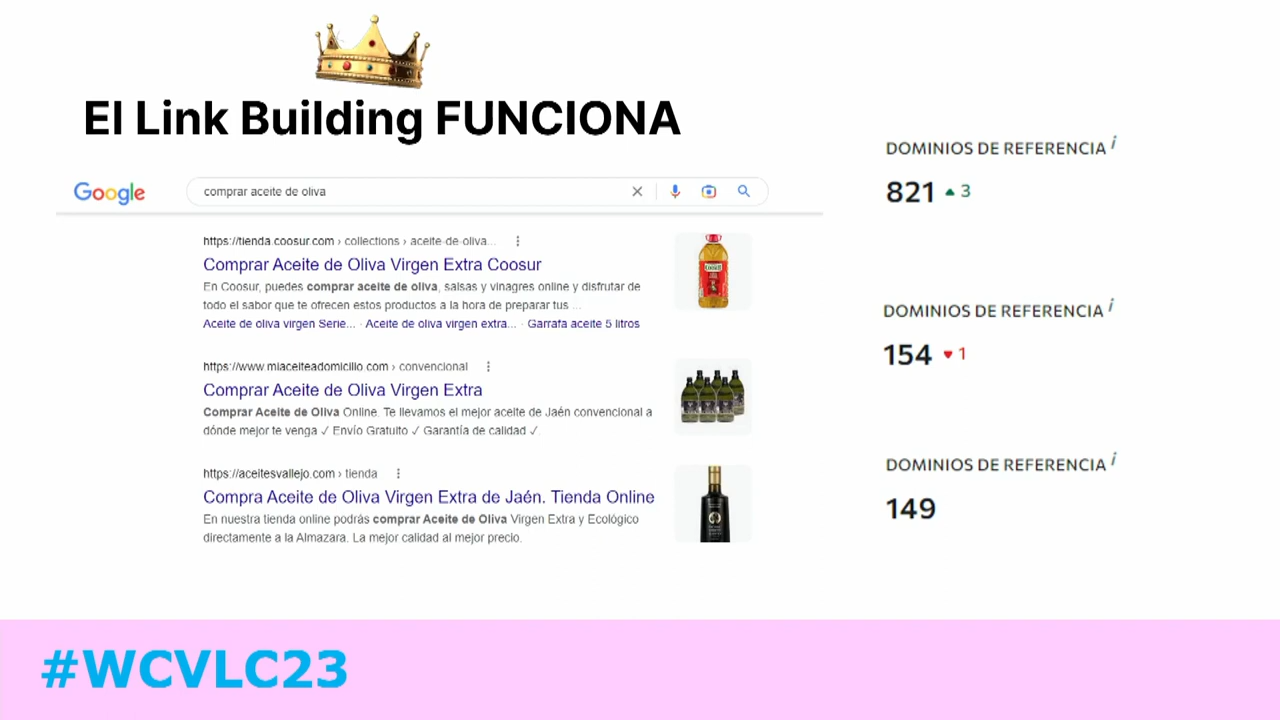 El Link Building FUNCIONA
Google
comprar aceite de oliva
https://tienda.coosur.com › collections › aceite-de-oliva...
Comprar Aceite de Oliva Virgen Extra Coosur
En Coosur, puedes comprar aceite de oliva, salsas y vinagres online y disfrutar de
todo el sabor que te ofrecen estos productos a la hora de preparar tus ...
Aceite de oliva virgen Serie... · Aceite de oliva virgen extra... · Garrafa aceite 5 litros
https://www.miaceiteadomicilio.com › convencional
Comprar Aceite de Oliva Virgen Extra
Comprar Aceite de Oliva Online. Te llevamos el mejor aceite de Jaén convencional a
dónde mejor te venga ✓ Envío Gratuito ✓ Garantía de calidad ✓.
https://aceitesvallejo.com › tienda
Compra Aceite de Oliva Virgen Extra de Jaén. Tienda Online
En nuestra tienda online podrás comprar Aceite de Oliva Virgen Extra y Ecológico
directamente a la Almazara. La mejor calidad al mejor precio.
DOMINIOS DE REFERENCIA i
821 ▲ 3
DOMINIOS DE REFERENCIA i
154 ▼ 1
DOMINIOS DE REFERENCIA i
149
COOSUR
#WCVLC23